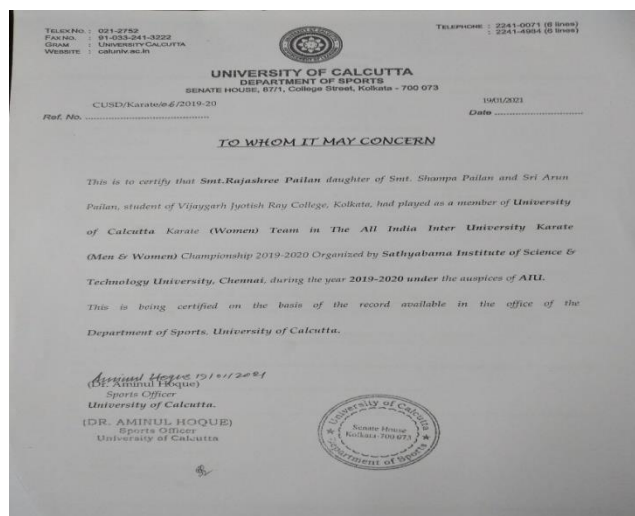 TELEX NO. : 021-2752
FAX NO. : 91-033-241-3222
GRAM : UNIVERSITY CALCUTTA
WEBSITE : caluniv.ac.in
TELEPHONE : 2241-0071 (6 lines)
: 2241-4984 (6 lines)
UNIVERSITY OF CALCUTTA
DEPARTMENT OF SPORTS
SENATE HOUSE, 87/1, College Street, Kolkata - 700 073
CUSD/Karate/06/2019-20
Ref. No.
19/01/2021
Date
TO WHOM IT MAY CONCERN
This is to certify that Smt.Rajashree Pailan daughter of Smt. Shampa Pailan and Sri Arun
Pailan, student of Vijaygarh Jyotish Ray College, Kolkata, had played as a member of University
of Calcutta Karate (Women) Team in The All India Inter University Karate
(Men & Women) Championship 2019-2020 Organized by Sathyabama Institute of Science &
Technology University, Chennai, during the year 2019-2020 under the auspices of AIU.
This is being certified on the basis of the record available in the office of the
Department of Sports, University of Calcutta.
Aminul Hoque 19/01/2021
(Dr. Aminul Hoque)
Sports Officer
University of Calcutta.
(DR. AMINUL HOQUE)
Sports Officer
University of Calcutta
University of Calcutta
Senate House
Kolkata-700 073
Department of Sports